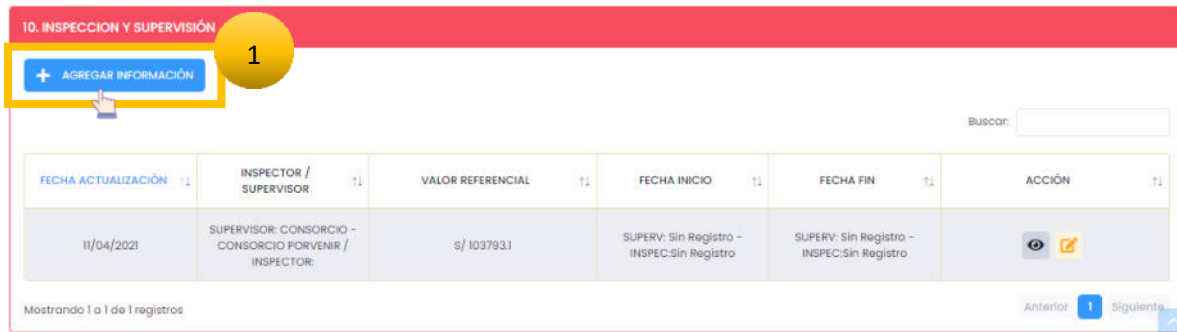 10. INSPECCION Y SUPERVISIÓN
1
AGREGAR INFORMACIÓN
Buscar:
FECHA ACTUALIZACIÓN
INSPECTOR /
SUPERVISOR
VALOR REFERENCIAL
FECHA INICIO
FECHA FIN
ACCIÓN
11/04/2021
SUPERVISOR: CONSORCIO -
CONSORCIO PORVENIR /
INSPECTOR:
S/ 103793.1
SUPERV: Sin Registro -
INSPEC:Sin Registro
SUPERV: Sin Registro -
INSPEC:Sin Registro
Mostrando 1 a 1 de 1 registros
Anterior 1 Siguiente